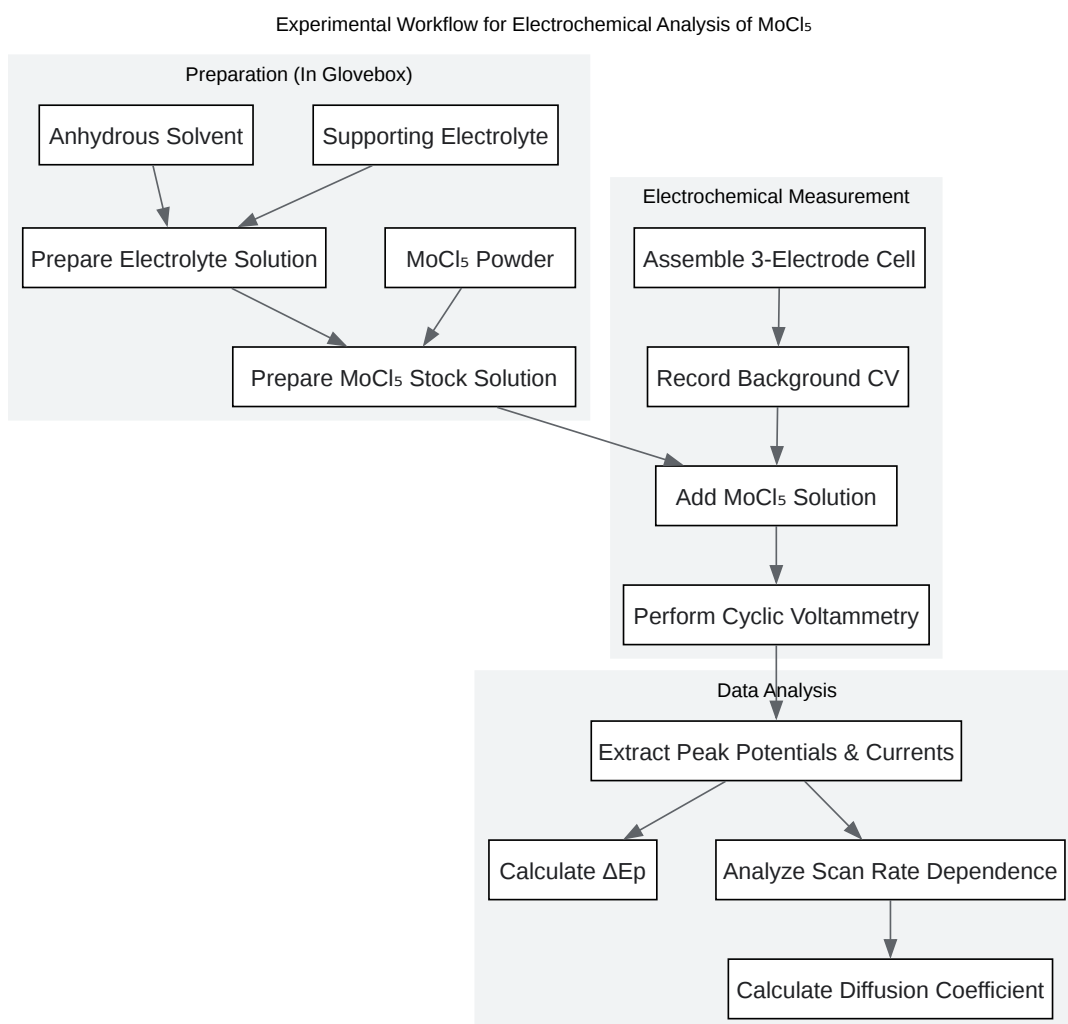 Experimental Workflow for Electrochemical Analysis of MoCl₅
Preparation (In Glovebox)
Anhydrous Solvent
Supporting Electrolyte
Prepare Electrolyte Solution
MoCl₅ Powder
Prepare MoCl₅ Stock Solution
Electrochemical Measurement
Assemble 3-Electrode Cell
Record Background CV
Add MoCl₅ Solution
Perform Cyclic Voltammetry
Data Analysis
Extract Peak Potentials & Currents
Calculate ΔEp
Analyze Scan Rate Dependence
Calculate Diffusion Coefficient